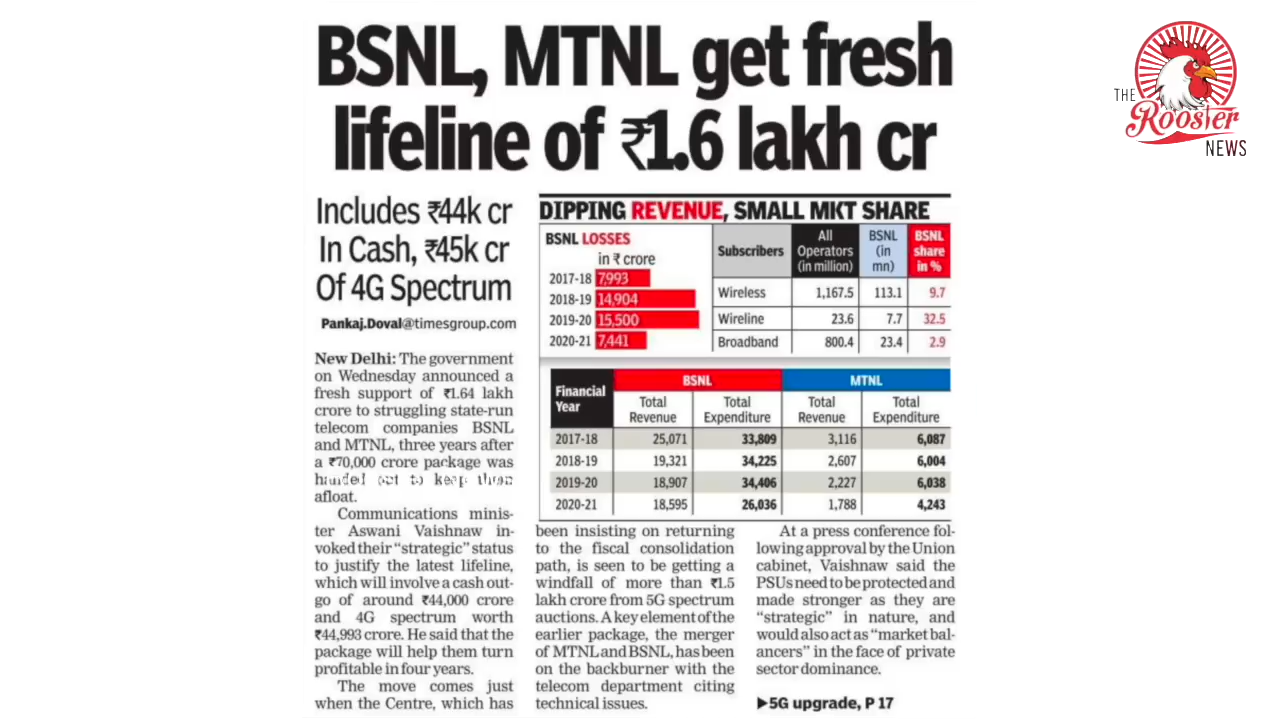 BSNL, MTNL get fresh
lifeline of ₹1.6 lakh cr
THE
Rooster
NEWS
Includes ₹44k cr
In Cash, ₹45k cr
Of 4G Spectrum
Pankaj.Doval@timesgroup.com
New Delhi: The government
on Wednesday announced a
fresh support of ₹1.64 lakh
crore to struggling state-run
telecom companies BSNL
and MTNL, three years after
a ₹70,000 crore package was
handed out to keep them
afloat.
Communications minis-
ter Aswani Vaishnaw in-
voked their “strategic” status
to justify the latest lifeline,
which will involve a cash out-
go of around ₹44,000 crore
and 4G spectrum worth
₹44,993 crore. He said that the
package will help them turn
profitable in four years.
The move comes just
when the Centre, which has
DIPPING REVENUE, SMALL MKT SHARE
BSNL LOSSES
in ₹ crore
2017-18 7,993
2018-19 14,904
2019-20 15,500
2020-21 7,441
Subscribers All Operators (in million) BSNL (in mn) BSNL share in %
Wireless 1,167.5 113.1 9.7
Wireline 23.6 7.7 32.5
Broadband 800.4 23.4 2.9
Financial Year BSNL MTNL
Total Revenue Total Expenditure Total Revenue Total Expenditure
2017-18 25,071 33,809 3,116 6,087
2018-19 19,321 34,225 2,607 6,004
2019-20 18,907 34,406 2,227 6,038
2020-21 18,595 26,036 1,788 4,243
been insisting on returning
to the fiscal consolidation
path, is seen to be getting a
windfall of more than ₹1.5
lakh crore from 5G spectrum
auctions. A key element of the
earlier package, the merger
of MTNL and BSNL, has been
on the backburner with the
telecom department citing
technical issues.
At a press conference fol-
lowing approval by the Union
cabinet, Vaishnaw said the
PSUs need to be protected and
made stronger as they are
“strategic” in nature, and
would also act as “market bal-
ancers” in the face of private
sector dominance.
▶5G upgrade, P 17